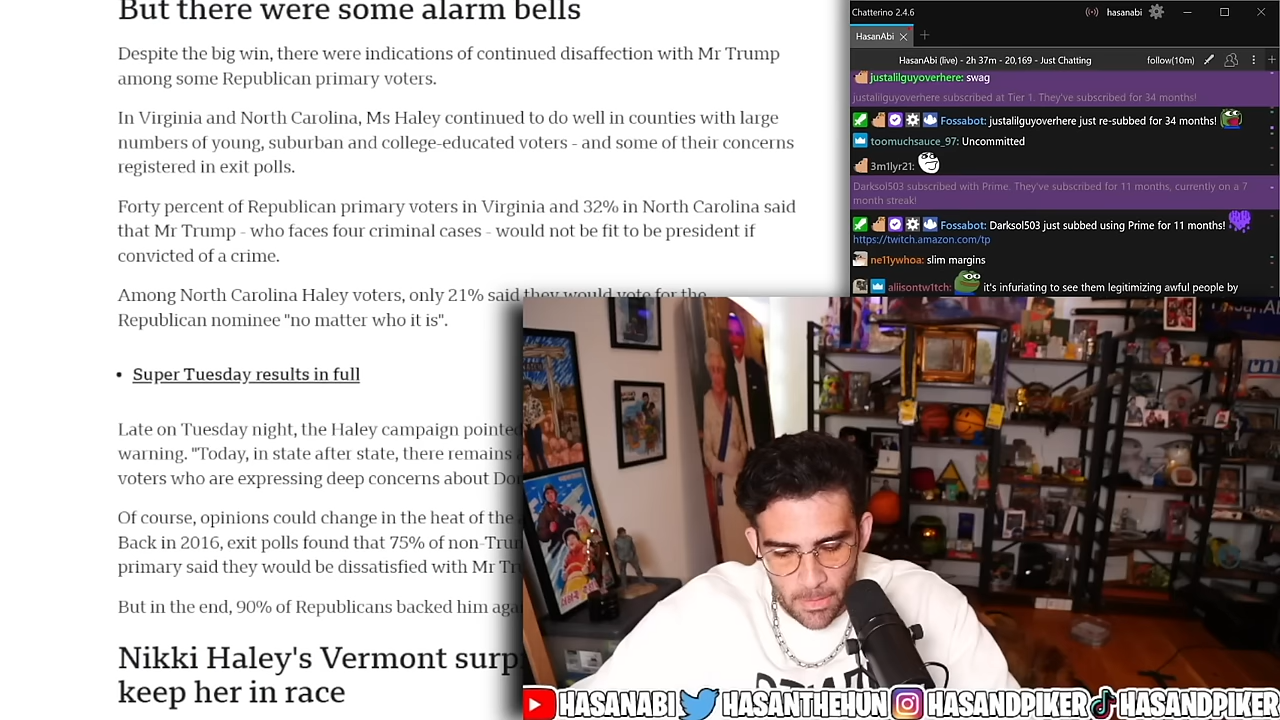 But there were some alarm bells
Despite the big win, there were indications of continued disaffection with Mr Trump
among some Republican primary voters.
In Virginia and North Carolina, Ms Haley continued to do well in counties with large
numbers of young, suburban and college-educated voters - and some of their concerns
registered in exit polls.
Forty percent of Republican primary voters in Virginia and 32% in North Carolina said
that Mr Trump - who faces four criminal cases - would not be fit to be president if
convicted of a crime.
Among North Carolina Haley voters, only 21% said they would vote for the
Republican nominee "no matter who it is".
• Super Tuesday results in full
Late on Tuesday night, the Haley campaign pointed
warning. "Today, in state after state, there remains
voters who are expressing deep concerns about
Of course, opinions could change in the heat of the
Back in 2016, exit polls found that 75% of
primary said they would be dissatisfied with Mr
But in the end, 90% of Republicans backed him
Nikki Haley's Vermont
keep her in race
Chatterino 2.4.6
hasanabi
HasanAbi
HasanAbi (live) - 2h 37m - 20,169 - Just Chatting
follow(10m)
justalilguyoverhere: swag
justalilguyoverhere subscribed at Tier 1. They've subscribed for 34 months!
Fossabot: justalilguyoverhere just re-subbed for 34 months!
toomuchsauce_97: Uncommitted
3m1lyr21:
Darksol503 subscribed with Prime. They've subscribed for 11 months, currently on a 7
month streak!
Fossabot: Darksol503 just subbed using Prime for 11 months!
https://twitch.amazon.com/tp
ne11ywhoa: slim margins
aliisontw1tch: it's infuriating to see them legitimizing awful people by
HASANABI HASANTHEHUN HASANDPIKER HASANDPIKER